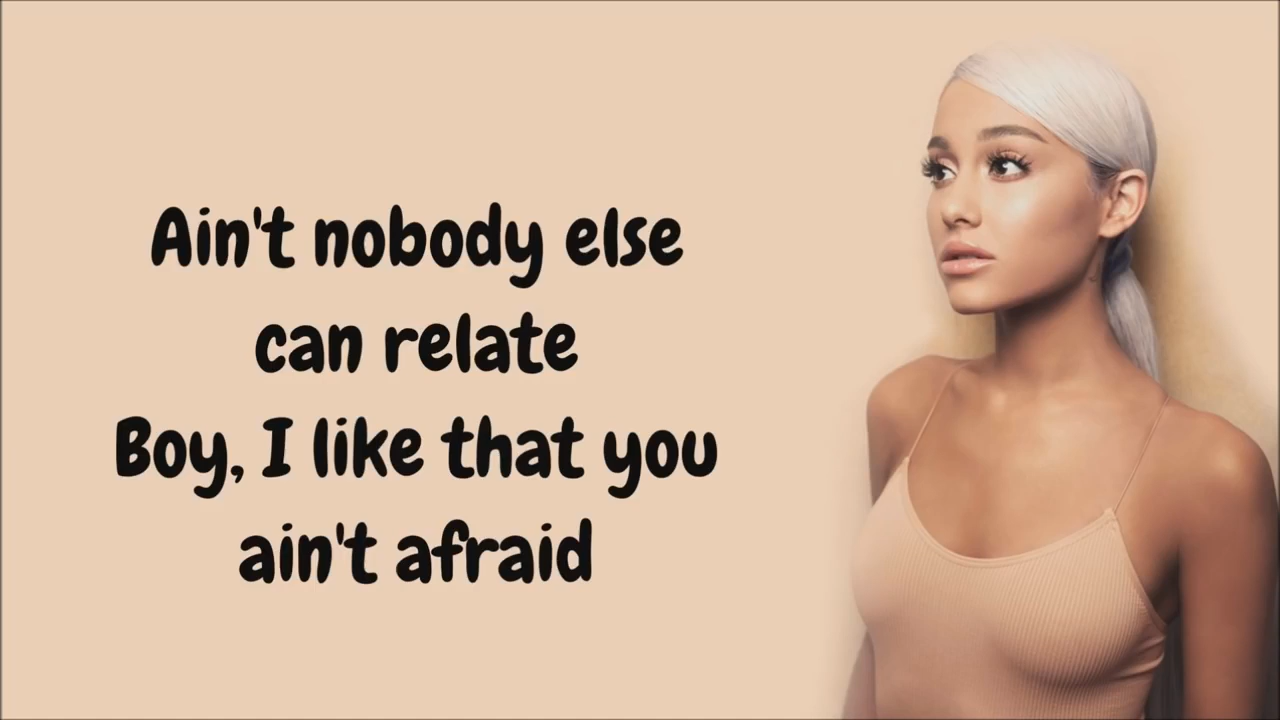 Ain't nobody else
can relate
Boy, I like that you
ain't afraid